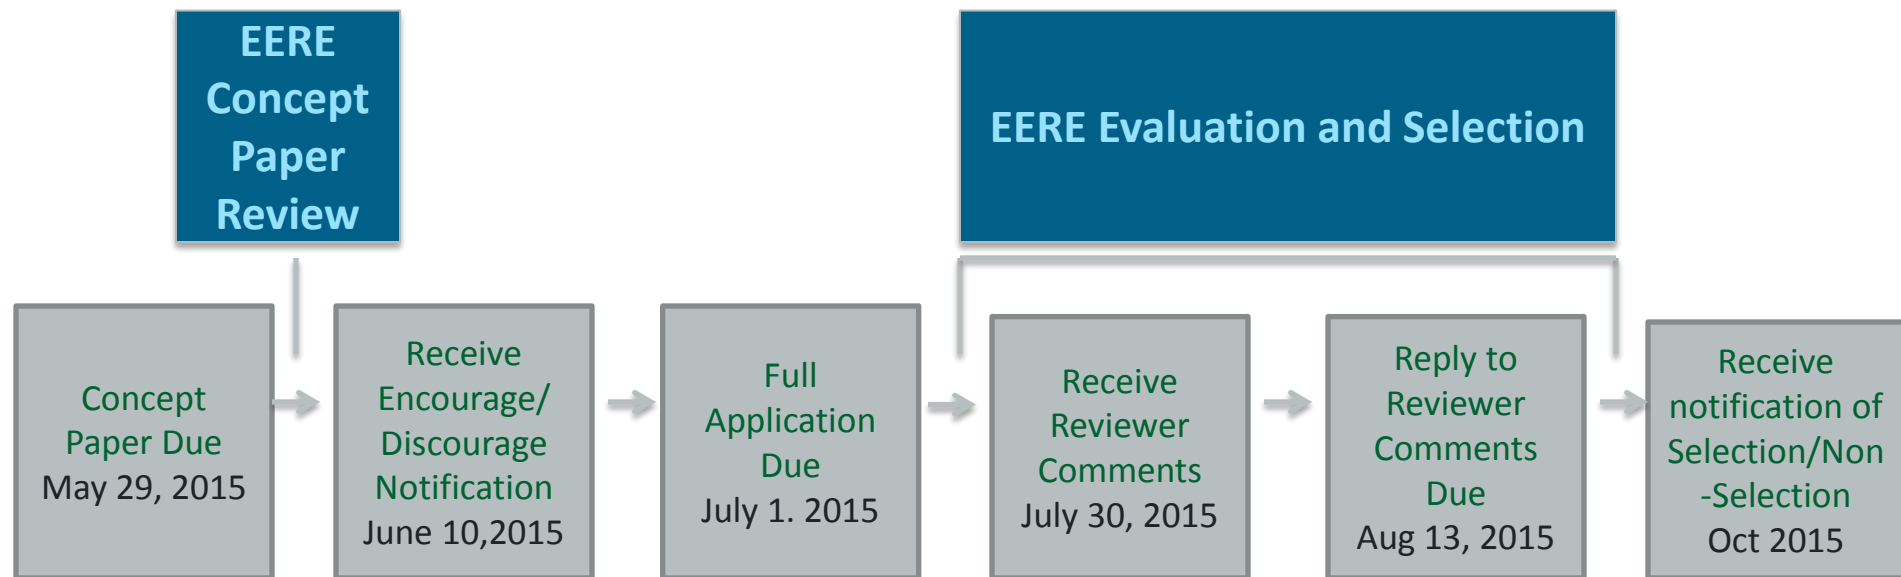 EERE
Concept
Paper
Review
EERE Evaluation and Selection
Concept
Paper Due
May 29, 2015
Receive
Encourage/
Discourage
Notification
June 10,2015
Full
Application
Due
July 1. 2015
Receive
Reviewer
Comments
July 30, 2015
Reply to
Reviewer
Comments
Due
Aug 13, 2015
Receive
notification of
Selection/Non
-Selection
Oct 2015